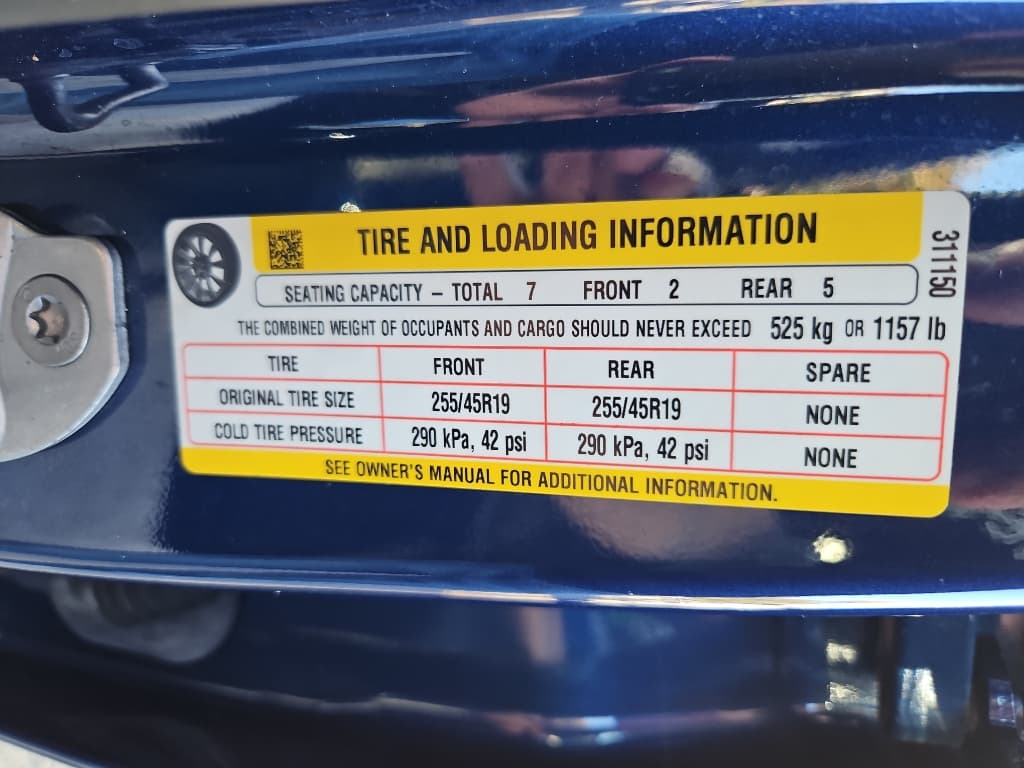 TIRE AND LOADING INFORMATION
311150
SEATING CAPACITY – TOTAL 7 FRONT 2 REAR 5
THE COMBINED WEIGHT OF OCCUPANTS AND CARGO SHOULD NEVER EXCEED 525 kg OR 1157 lb
TIRE FRONT REAR SPARE
ORIGINAL TIRE SIZE 255/45R19 255/45R19 NONE
COLD TIRE PRESSURE 290 kPa, 42 psi 290 kPa, 42 psi NONE
SEE OWNER'S MANUAL FOR ADDITIONAL INFORMATION.